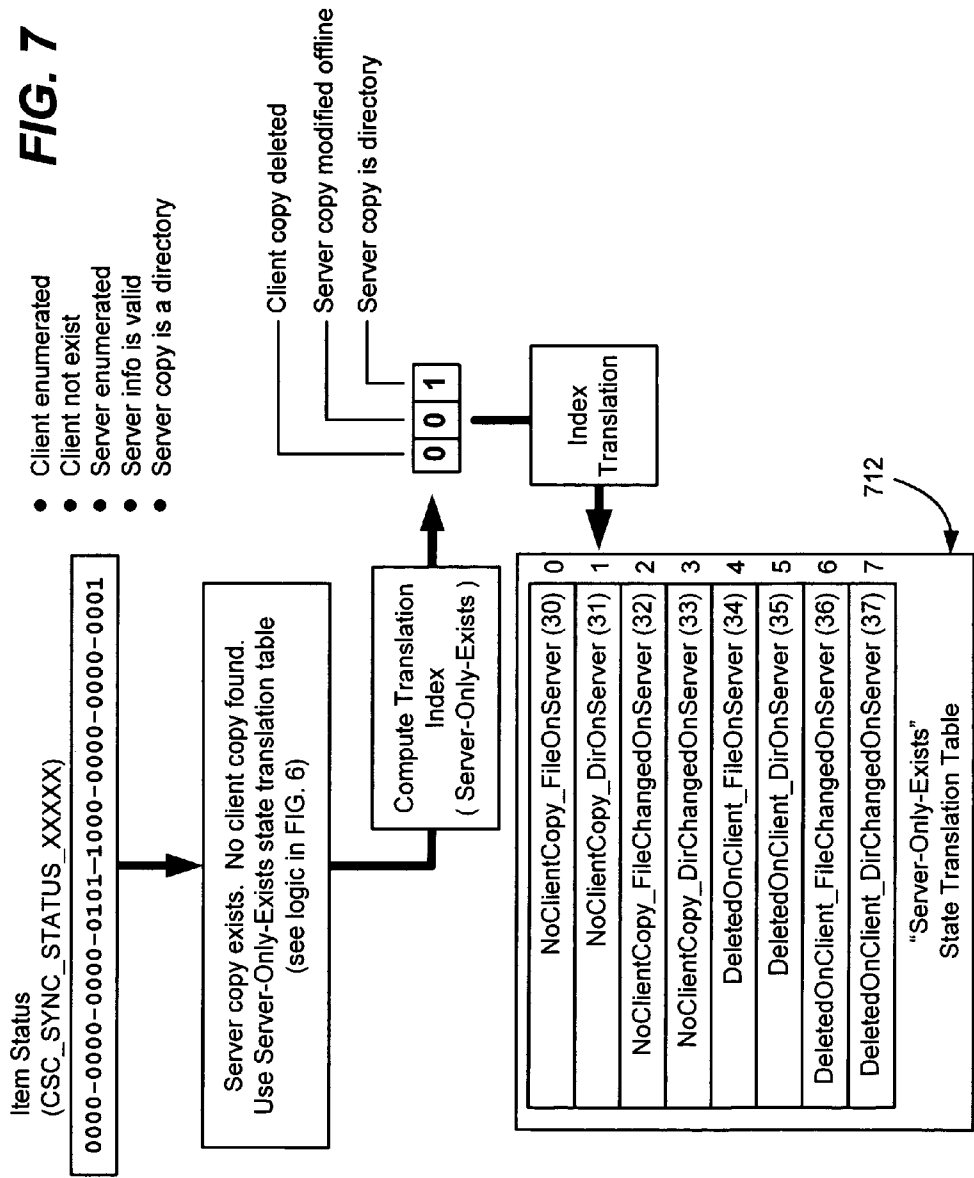 FIG. 7
Item Status
(CSC_SYNC_STATUS_XXXXX)
0000-0000-0000-0101-1000-0000-0000-0001
● Client enumerated
● Client not exist
● Server enumerated
● Server info is valid
● Server copy is a directory
Server copy exists. No client copy found.
Use Server-Only-Exists state translation table
(see logic in FIG. 6)
Compute Translation
Index
( Server-Only-Exists )
0 0 1
Client copy deleted
Server copy modified offline
Server copy is directory
Index
Translation
NoClientCopy_FileOnServer (30) 0
NoClientCopy_DirOnServer (31) 1
NoClientCopy_FileChangedOnServer (32) 2
NoClientCopy_DirChangedOnServer (33) 3
DeletedOnClient_FileOnServer (34) 4
DeletedOnClient_DirOnServer (35) 5
DeletedOnClient_FileChangedOnServer (36) 6
DeletedOnClient_DirChangedOnServer (37) 7
“Server-Only-Exists”
State Translation Table
712